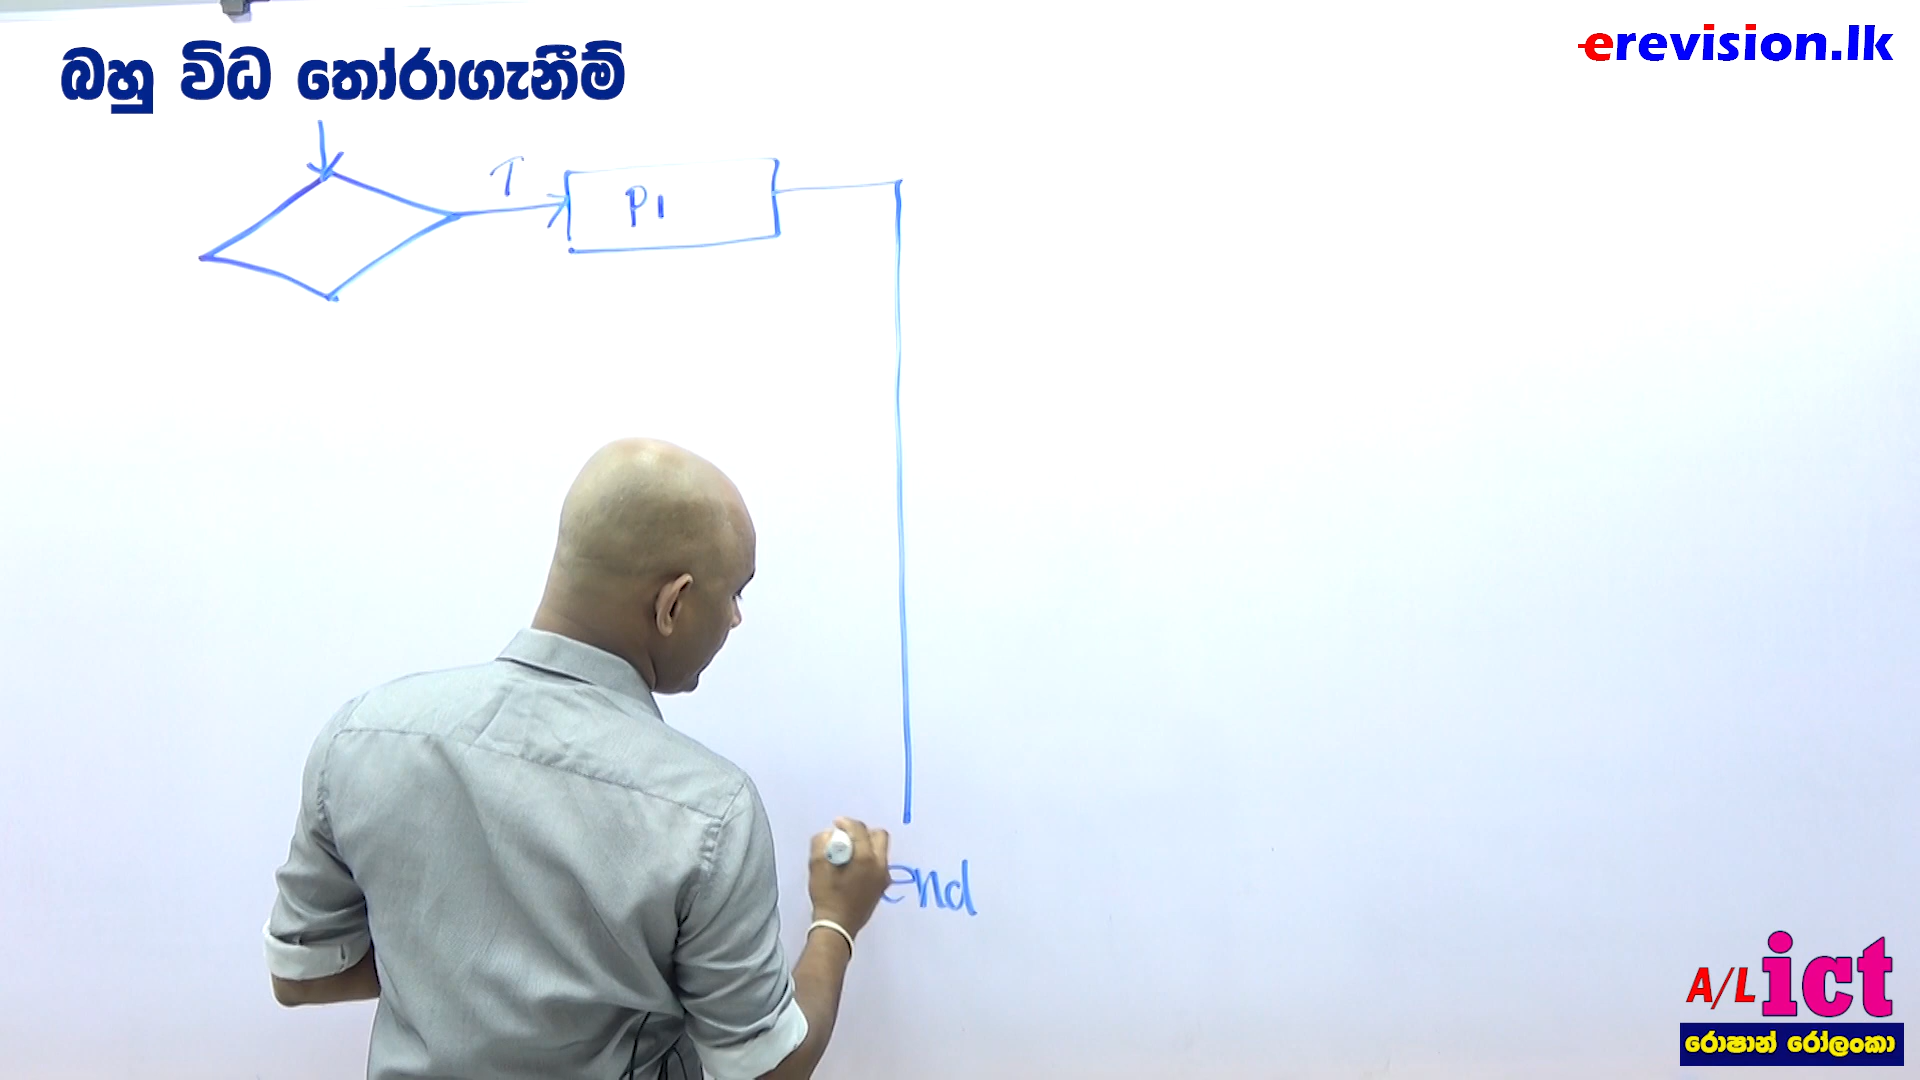 බහු විධ තෝරාගැනීම්
erevision.lk
T
P1
end
A/L ict
රොෂාන් රෝලංකා